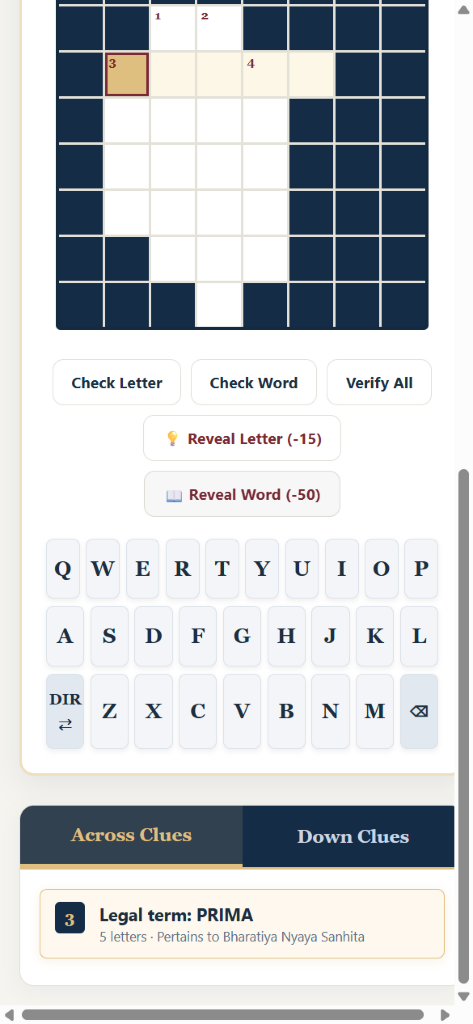 1 2
3 4
Check Letter Check Word Verify All
💡 Reveal Letter (-15)
📖 Reveal Word (-50)
Q W E R T Y U I O P
A S D F G H J K L
DIR
⇄ Z X C V B N M ⌫
Across Clues Down Clues
3 Legal term: PRIMA
5 letters · Pertains to Bharatiya Nyaya Sanhita